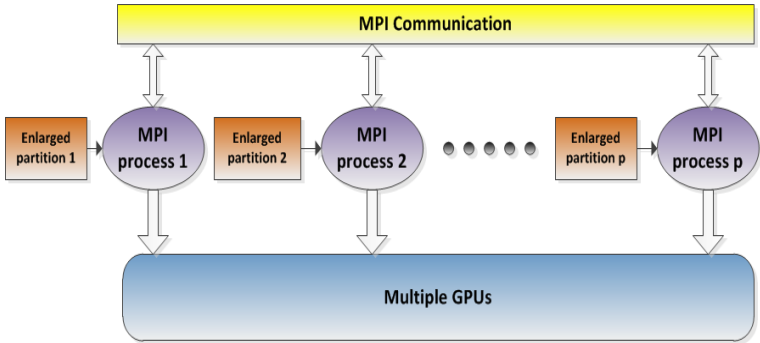 MPI Communication
Enlarged
partition 1
MPI
process 1
Enlarged
partition 2
MPI
process 2
Enlarged
partition p
MPI
process p
Multiple GPUs